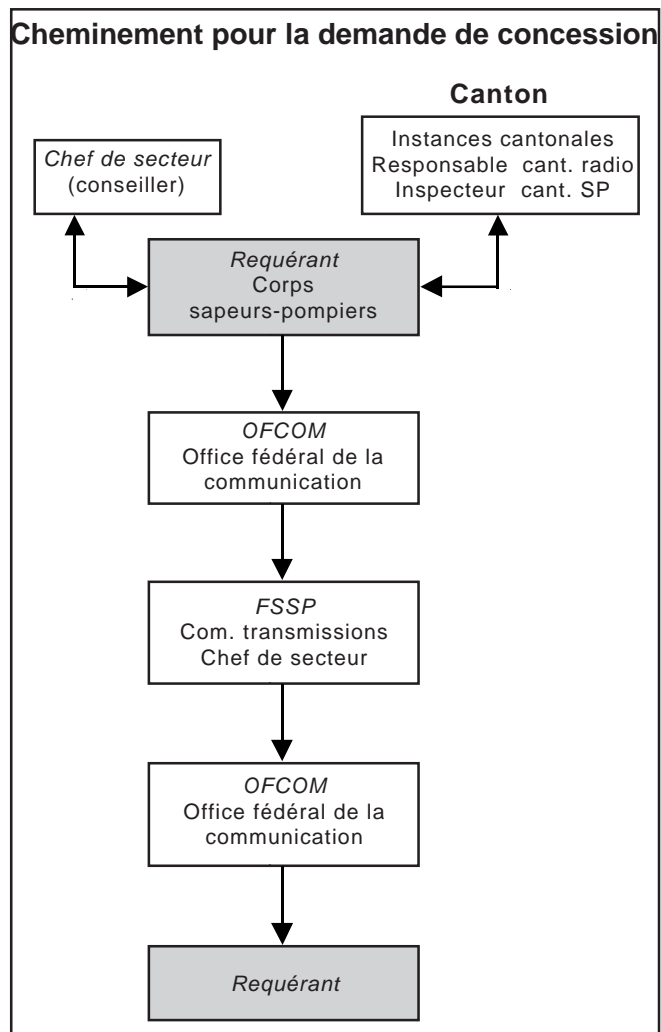 Cheminement pour la demande de concession
Canton
Chef de secteur
(conseiller)
Instances cantonales
Responsable cant. radio
Inspecteur cant. SP
Requérant
Corps
sapeurs-pompiers
OFCOM
Office fédéral de la
communication
FSSP
Com. transmissions
Chef de secteur
OFCOM
Office fédéral de la
communication
Requérant